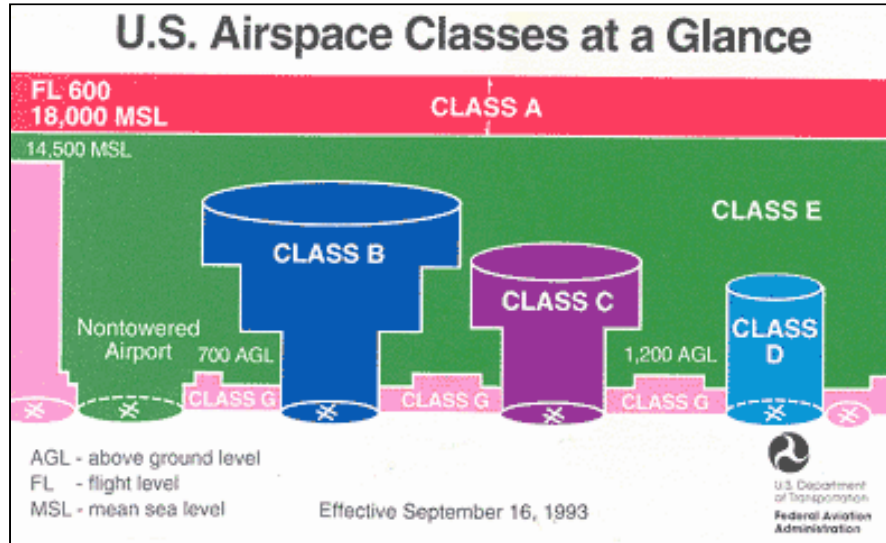 U.S. Airspace Classes at a Glance
FL 600
18,000 MSL
CLASS A
14,500 MSL
CLASS E
CLASS B
CLASS C
CLASS
D
Nontowered
Airport
700 AGL
1,200 AGL
CLASS G
CLASS G
CLASS G
AGL - above ground level
FL - flight level
MSL - mean sea level
Effective September 16, 1993
U.S. Department
of Transportation
Federal Aviation
Administration